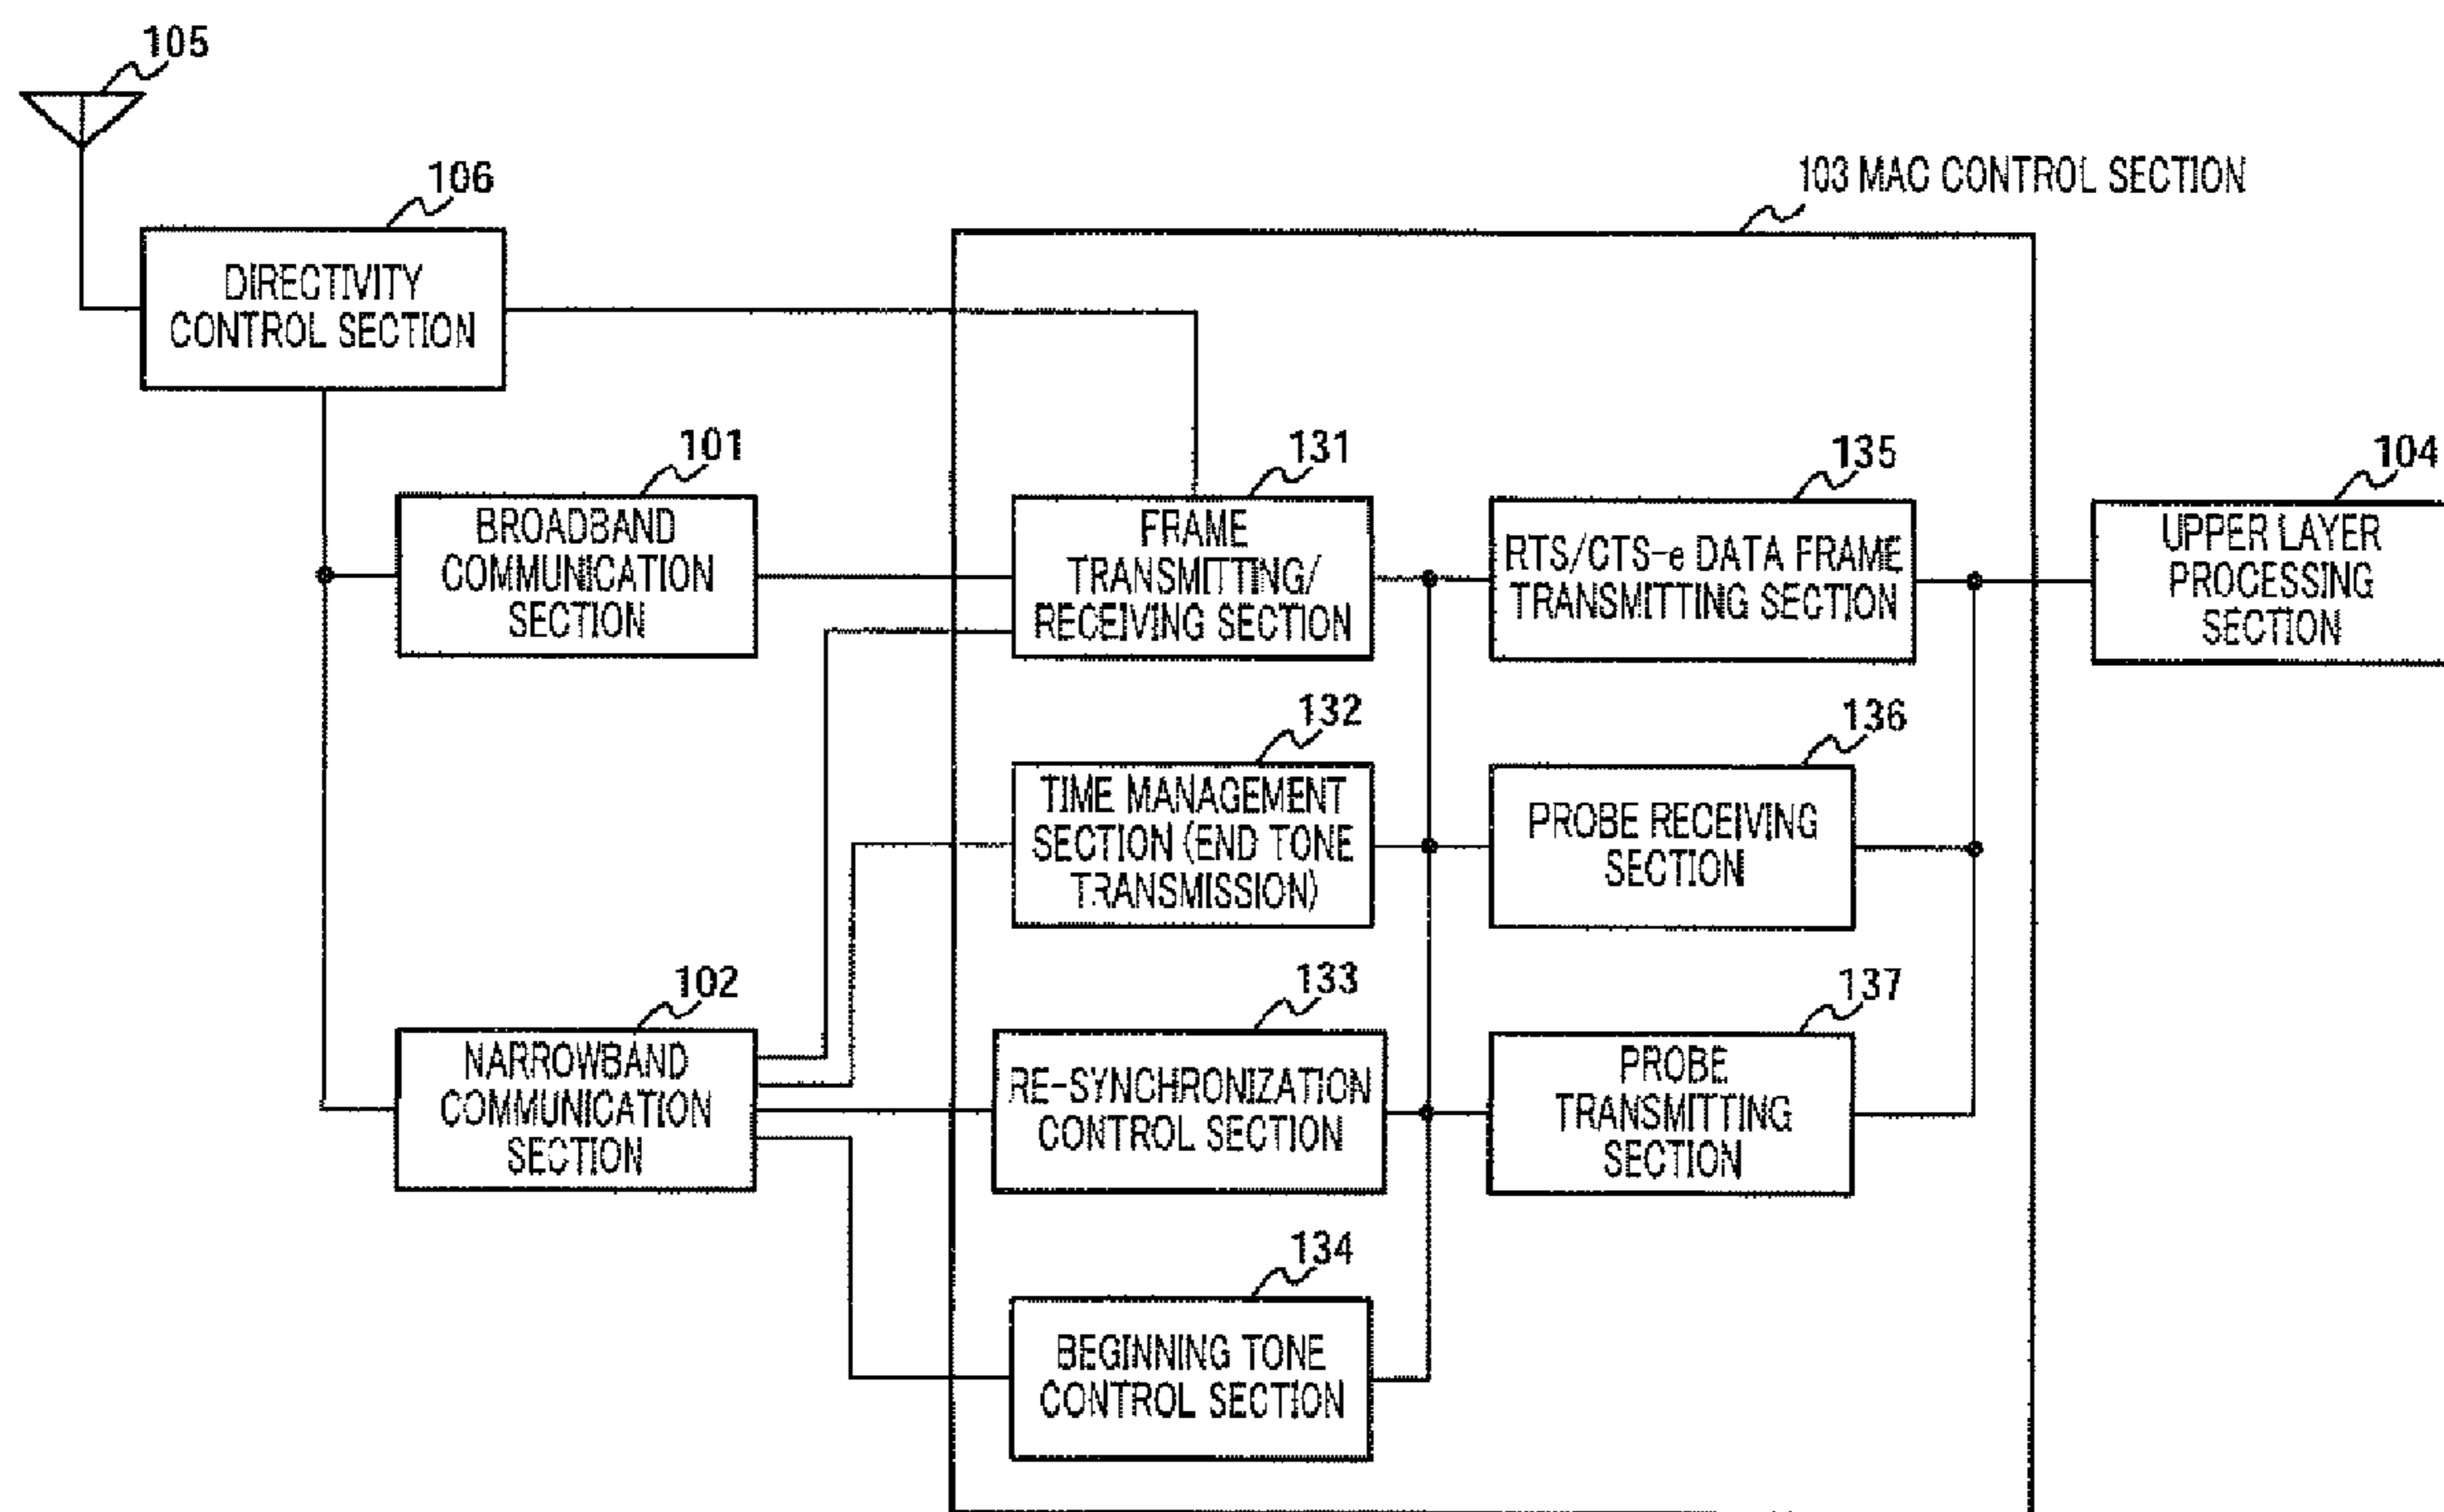 105
106
103 MAC CONTROL SECTION
DIRECTIVITY
CONTROL SECTION
101
131
135
104
BROADBAND
COMMUNICATION
SECTION
FRAME
TRANSMITTING/
RECEIVING SECTION
RTS/CTS-e DATA FRAME
TRANSMITTING SECTION
UPPER LAYER
PROCESSING
SECTION
132
136
TIME MANAGEMENT
SECTION (END TONE
TRANSMISSION)
PROBE RECEIVING
SECTION
102
133
137
NARROWBAND
COMMUNICATION
SECTION
RE-SYNCHRONIZATION
CONTROL SECTION
PROBE
TRANSMITTING
SECTION
134
BEGINNING TONE
CONTROL SECTION